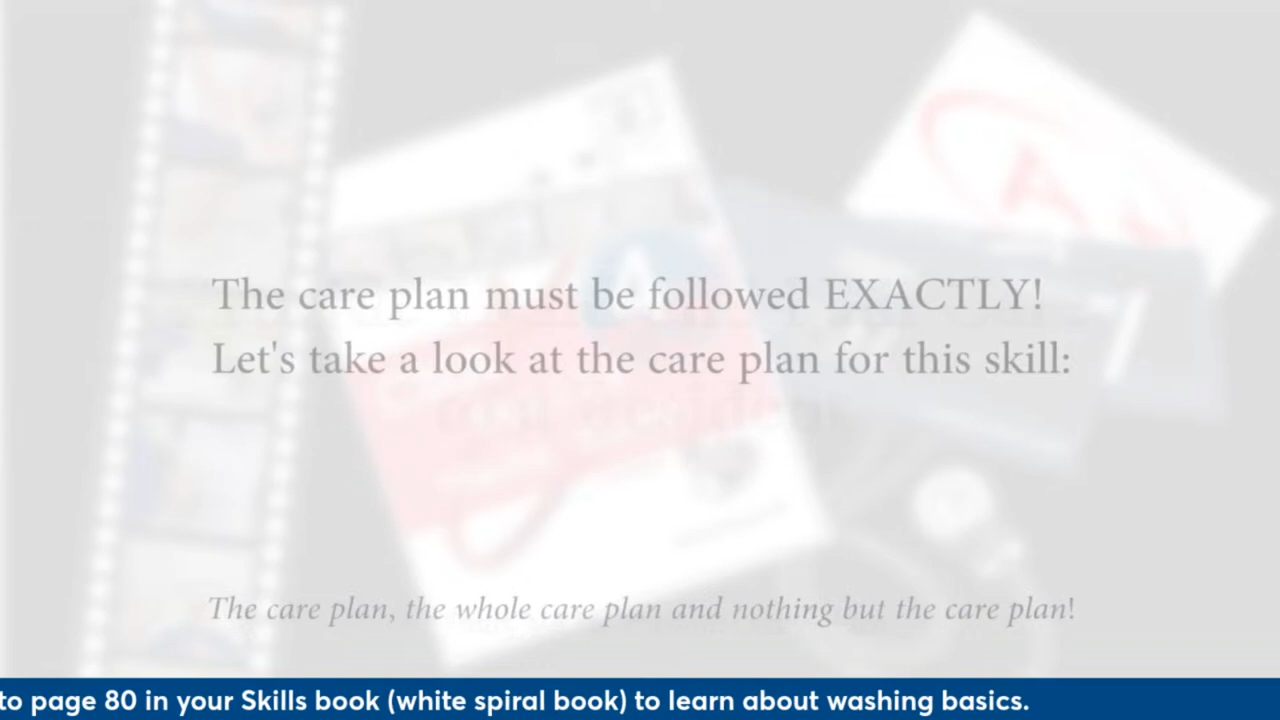 The care plan must be followed EXACTLY!
Let's take a look at the care plan for this skill:
The care plan, the whole care plan and nothing but the care plan!
to page 80 in your Skills book (white spiral book) to learn about washing basics.